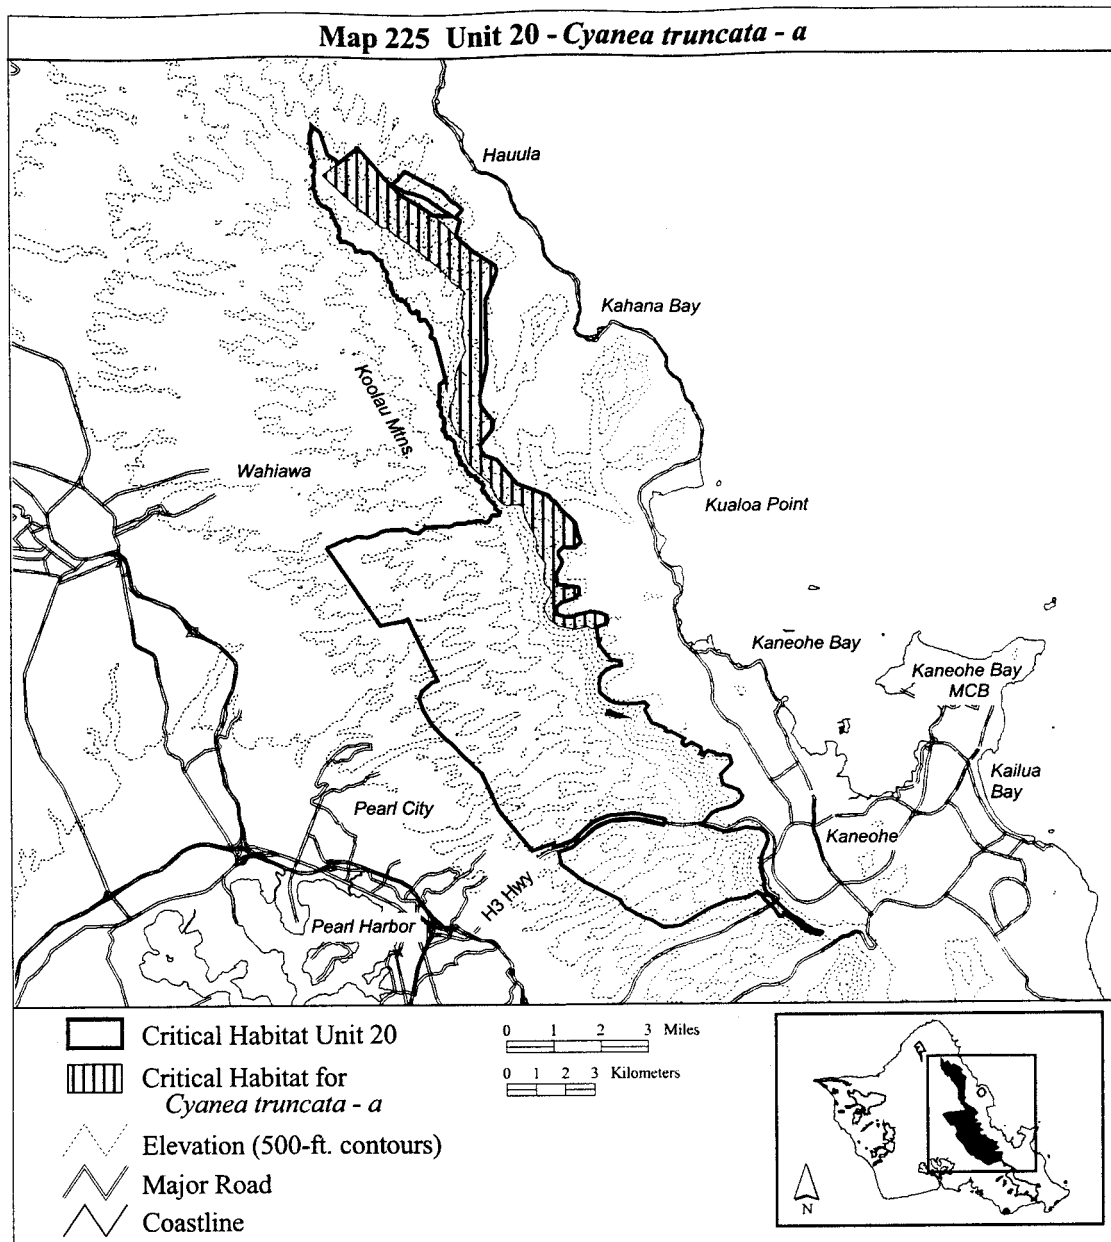 Map 225 Unit 20 - Cyanea truncata - a
Hauula
Kahana Bay
Koolau Mtns
Wahiawa
Kualoa Point
Kaneohe Bay
Kaneohe Bay
MCB
Kailua
Bay
Pearl City
Kaneohe
H3 Hwy
Pearl Harbor
Critical Habitat Unit 20
Critical Habitat for
Cyanea truncata - a
Elevation (500-ft. contours)
Major Road
Coastline
0 1 2 3 Miles
0 1 2 3 Kilometers
N